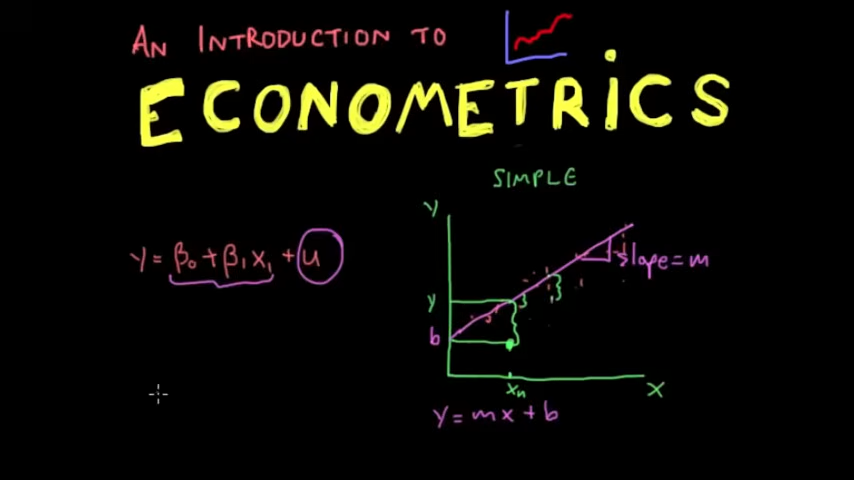 AN INTRODUCTION TO
ECONOMETRICS
SIMPLE
y = β₀ + β₁x₁ + u
y
slope = m
y
b
xₙ
x
y = mx + b